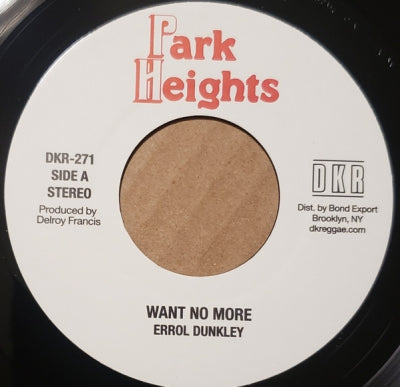 Park
Heights
DKR-271
SIDE A
STEREO
Produced by
Delroy Francis
DKR
Dist. by Bond Export
Brooklyn, NY
dkreggae.com
WANT NO MORE
ERROL DUNKLEY